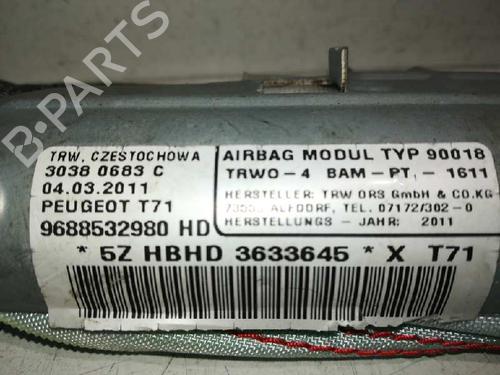 B-PARTS
TRW, CZESTOCHOWA
3038 0683 C
04.03.2011
PEUGEOT T71
9688532980 HD
AIRBAG MODUL TYP 90018
TRWO-4 BAM-PT.-1611
HERSTELLER: TRW ORS GmbH & CO.KG
73553 ALFDORF, TEL. 07172/302-0
HERSTELLUNGS - JAHR: 2011
* 5Z HBHD 3633645 * X T71